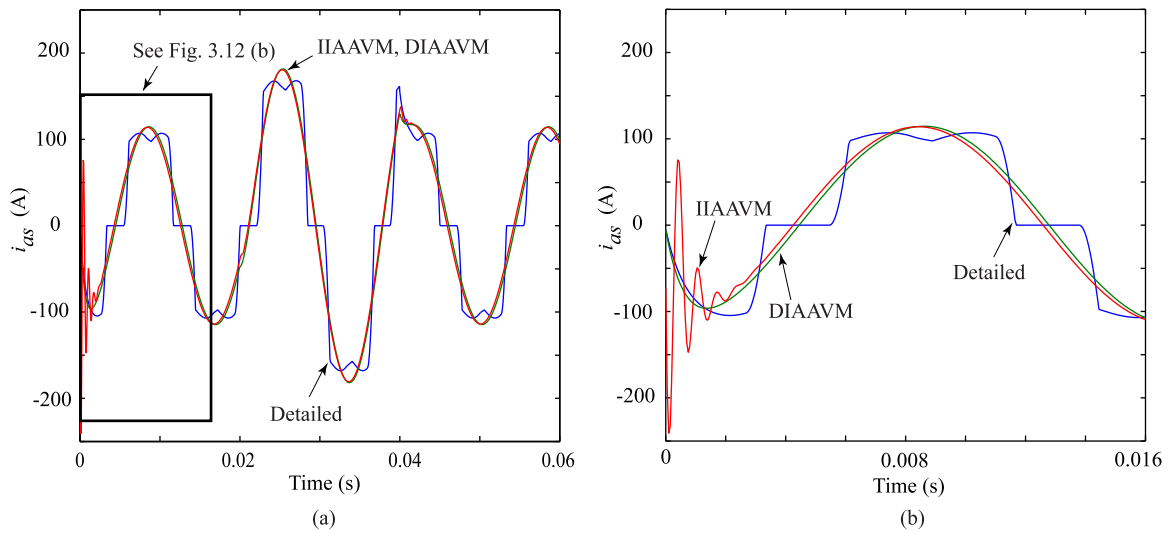 See Fig. 3.12 (b)
IIAAVM, DIAAVM
200
100
0
-100
-200
i_as (A)
Detailed
0
0.02
0.04
0.06
Time (s)
(a)
200
100
0
-100
-200
i_as (A)
IIAAVM
DIAAVM
Detailed
0
0.008
0.016
Time (s)
(b)